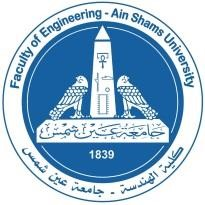 Faculty of Engineering - Ain Shams University
جامعة عين شمس
1839
كلية الهندسة - جامعة عين شمس